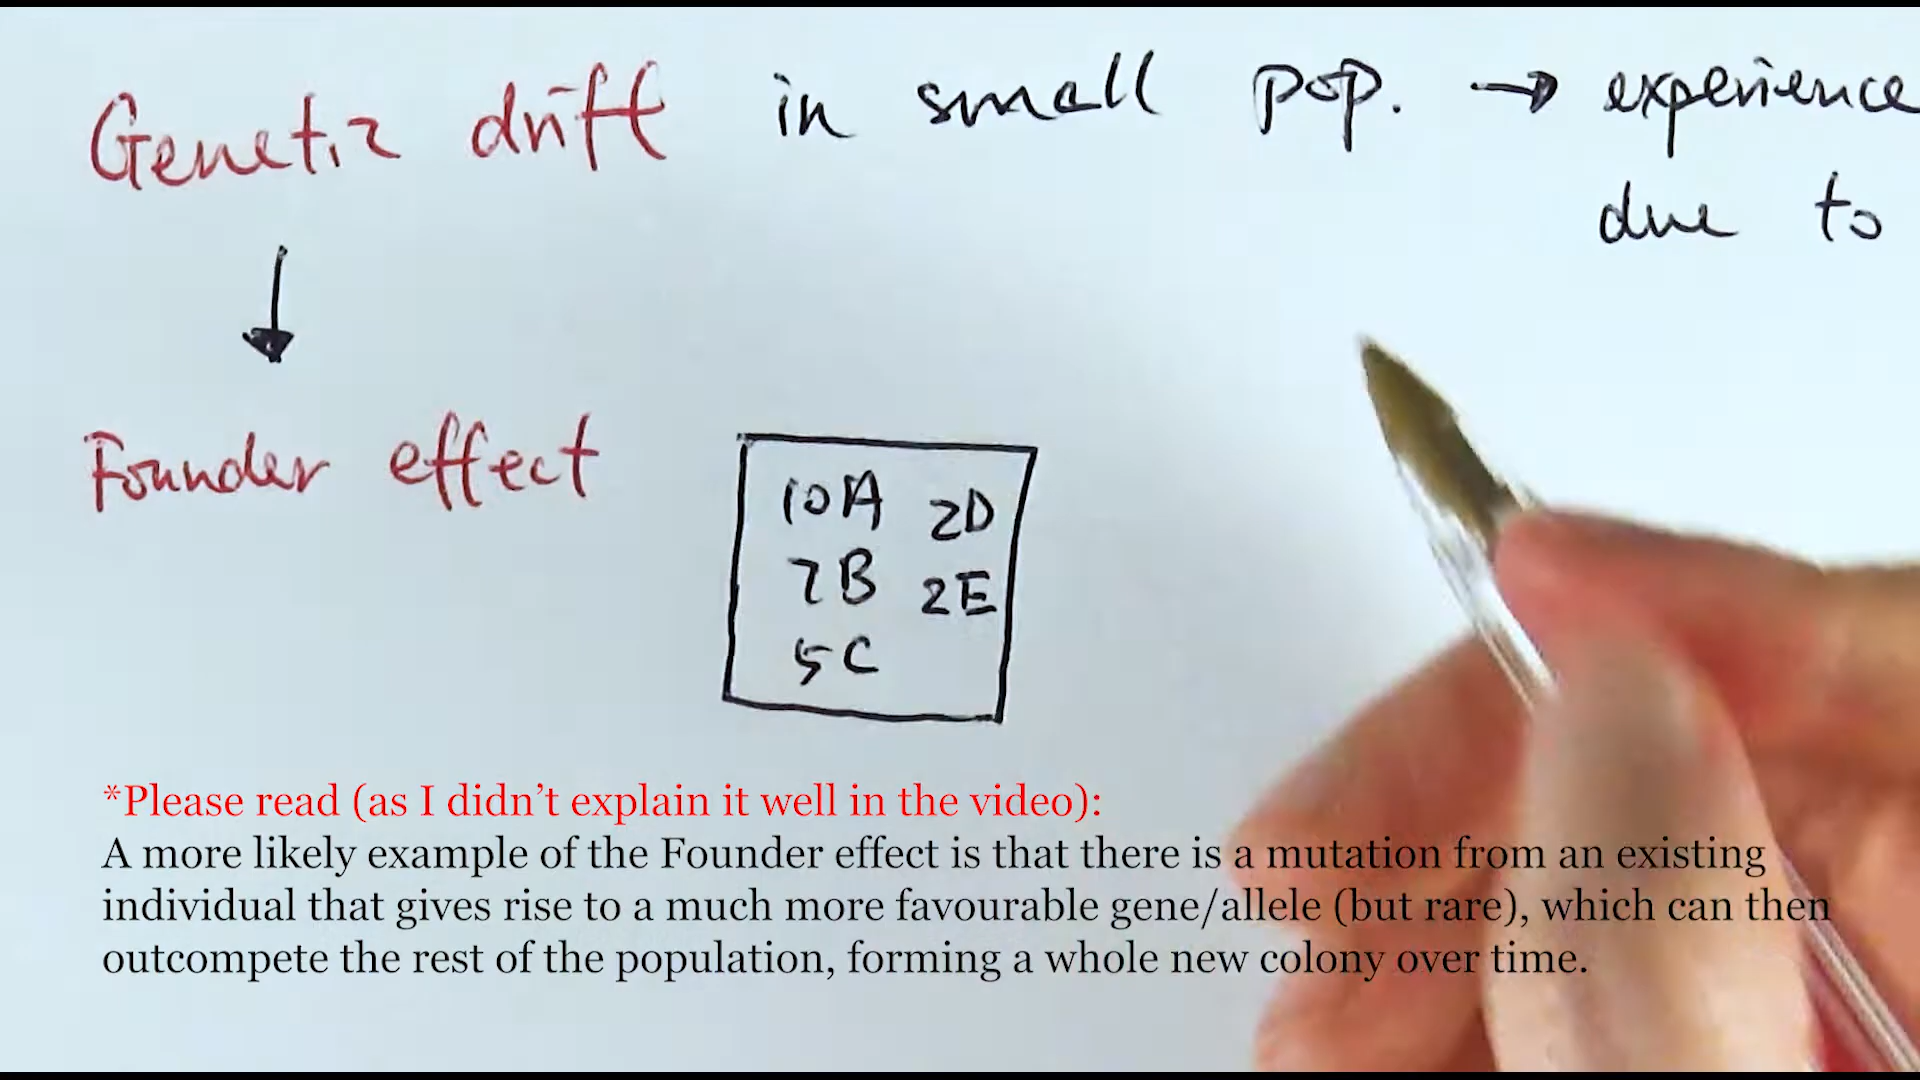 Genetic drift in small pop. → experience
due to
Founder effect
10A 2D
7B 2E
5C
*Please read (as I didn’t explain it well in the video):
A more likely example of the Founder effect is that there is a mutation from an existing
individual that gives rise to a much more favourable gene/allele (but rare), which can then
outcompete the rest of the population, forming a whole new colony over time.